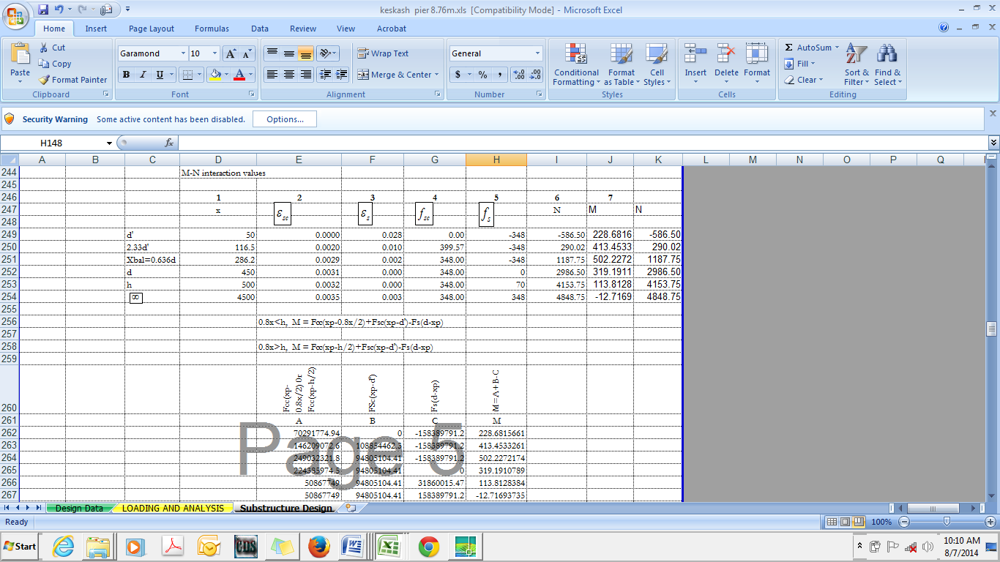 keskash pier 8.76m.xls [Compatibility Mode] - Microsoft Excel
Home Insert Page Layout Formulas Data Review View Acrobat
Paste Cut Copy Format Painter Clipboard
Garamond 10 B I U Font
Wrap Text Merge & Center Alignment
General $ % , Number
Conditional Formatting Format as Table Cell Styles Styles
Insert Delete Format Cells
Σ AutoSum Fill Clear Sort & Filter Find & Select Editing
Security Warning Some active content has been disabled. Options...
H148 fx
A B C D E F G H I J K L M N O P Q
244 M-N interaction values
245
246 1 2 3 4 5 6 7
247 x εsc εs fsc fs N M N
248
249 d' 50 0.0000 0.028 0.00 -348 -586.50 228.6816 -586.50
250 2.33d' 116.5 0.0020 0.010 399.57 -348 290.02 413.4533 290.02
251 Xbal=0.636d 286.2 0.0029 0.002 348.00 -348 1187.75 502.2272 1187.75
252 d 450 0.0031 0.000 348.00 0 2986.50 319.1911 2986.50
253 h 500 0.0032 0.000 348.00 70 4153.75 113.8128 4153.75
254 ∞ 4500 0.0035 0.003 348.00 348 4848.75 -12.7169 4848.75
255
256 0.8x<h, M = Fcc(xp-0.8x/2)+Fsc(xp-d')-Fs(d-xp)
257
258 0.8x>h, M = Fcc(xp-h/2)+Fsc(xp-d')-Fs(d-xp)
259
260 Fcc(xp-0.8x/2) 0r Fcc(xp-h/2) FSc(xp-d') Fs(d-xp) M=A+B-C
261 A B C M
262 70291774.94 0 -158389791.2 228.6815661
263 146209072.6 108854462.3 -158389791.2 413.4533261
264 249032321.8 94805104.41 -158389791.2 502.2272174
265 224385974.5 94805104.41 0 319.1910789
266 50867749 94805104.41 31860015.47 113.8128384
267 50867749 94805104.41 158389791.2 -12.71693735
Page 5
Design Data LOADING AND ANALYSIS Substructure Design
Ready 100%
Start 10:10 AM
8/7/2014